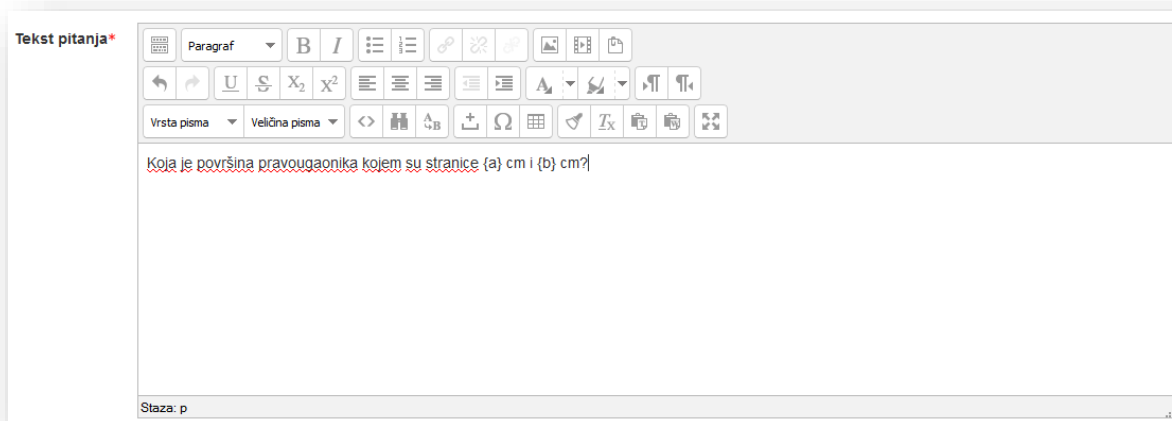 Tekst pitanja*
Paragraf
Vrsta pisma
Veličina pisma
Koja je površina pravougaonika kojem su stranice {a} cm i {b} cm?
Staza: p